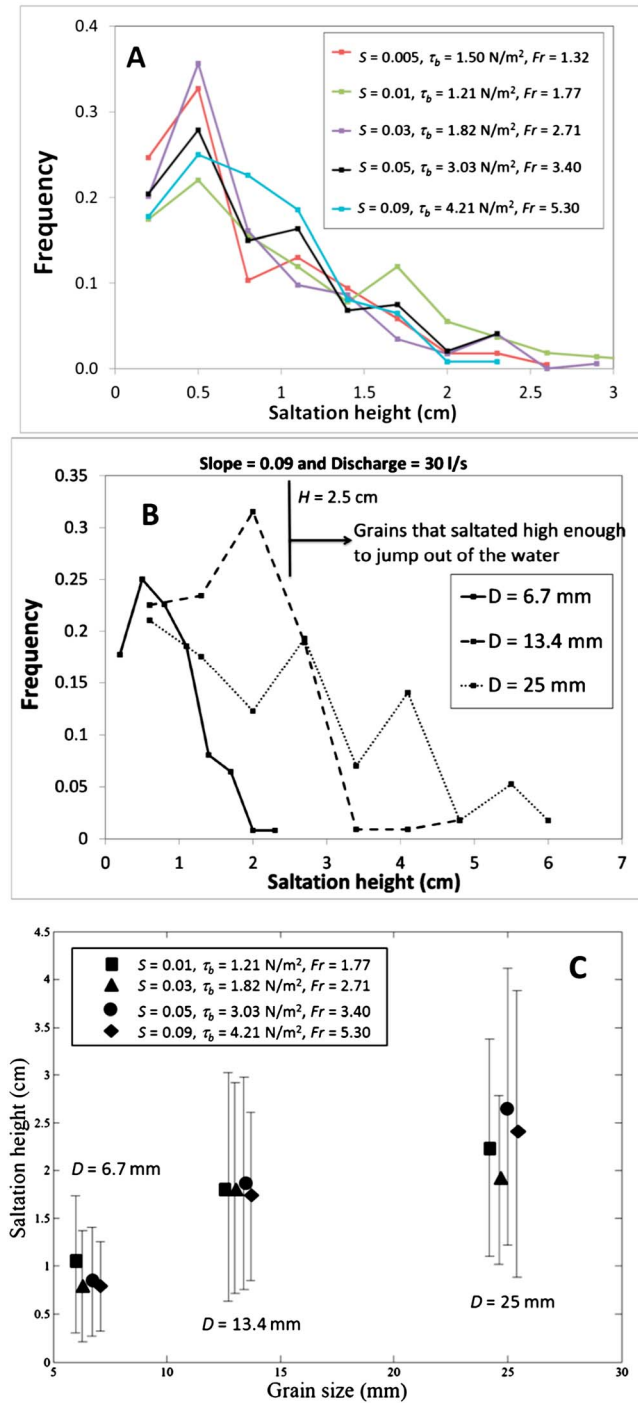 0.4
0.3
0.2
0.1
0.0
Frequency
A
S = 0.005, τb = 1.50 N/m², Fr = 1.32
S = 0.01, τb = 1.21 N/m², Fr = 1.77
S = 0.03, τb = 1.82 N/m², Fr = 2.71
S = 0.05, τb = 3.03 N/m², Fr = 3.40
S = 0.09, τb = 4.21 N/m², Fr = 5.30
0 0.5 1 1.5 2 2.5 3
Saltation height (cm)
Slope = 0.09 and Discharge = 30 l/s
0.35
0.3
0.25
0.2
0.15
0.1
0.05
0
Frequency
B
H = 2.5 cm
Grains that saltated high enough
to jump out of the water
D = 6.7 mm
D = 13.4 mm
D = 25 mm
0 1 2 3 4 5 6 7
Saltation height (cm)
4.5
4
3.5
3
2.5
2
1.5
1
0.5
0
Saltation height (cm)
S = 0.01, τb = 1.21 N/m², Fr = 1.77
S = 0.03, τb = 1.82 N/m², Fr = 2.71
S = 0.05, τb = 3.03 N/m², Fr = 3.40
S = 0.09, τb = 4.21 N/m², Fr = 5.30
C
D = 6.7 mm
D = 13.4 mm
D = 25 mm
5 10 15 20 25 30
Grain size (mm)